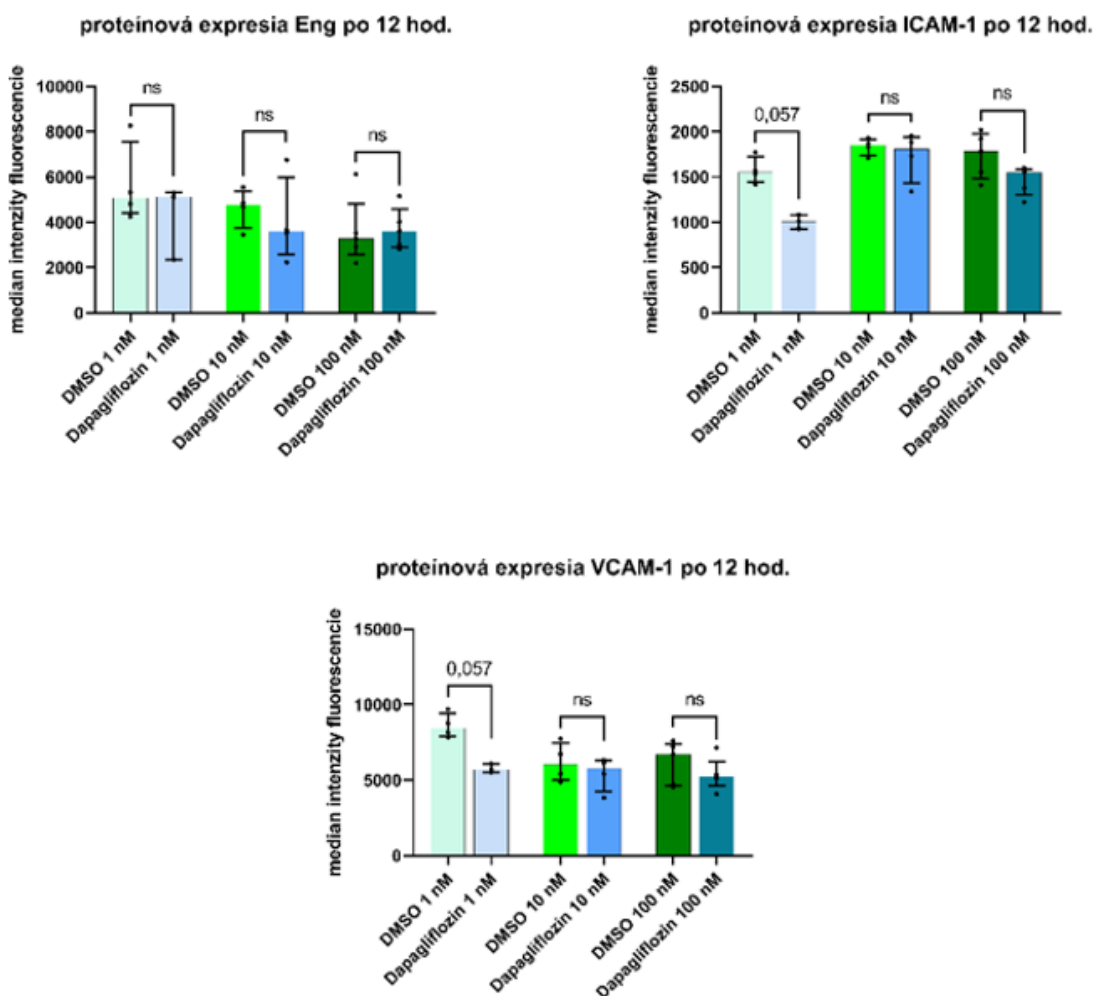 proteínová expresia Eng po 12 hod.
median intenzity fluorescencie
10000
8000
6000
4000
2000
0
ns
ns
ns
DMSO 1 nM
Dapagliflozin 1 nM
DMSO 10 nM
Dapagliflozin 10 nM
DMSO 100 nM
Dapagliflozin 100 nM
proteínová expresia ICAM-1 po 12 hod.
median intenzity fluorescencie
2500
2000
1500
1000
500
0
0,057
ns
ns
DMSO 1 nM
Dapagliflozin 1 nM
DMSO 10 nM
Dapagliflozin 10 nM
DMSO 100 nM
Dapagliflozin 100 nM
proteínová expresia VCAM-1 po 12 hod.
median intenzity fluorescencie
15000
10000
5000
0
0,057
ns
ns
DMSO 1 nM
Dapagliflozin 1 nM
DMSO 10 nM
Dapagliflozin 10 nM
DMSO 100 nM
Dapagliflozin 100 nM